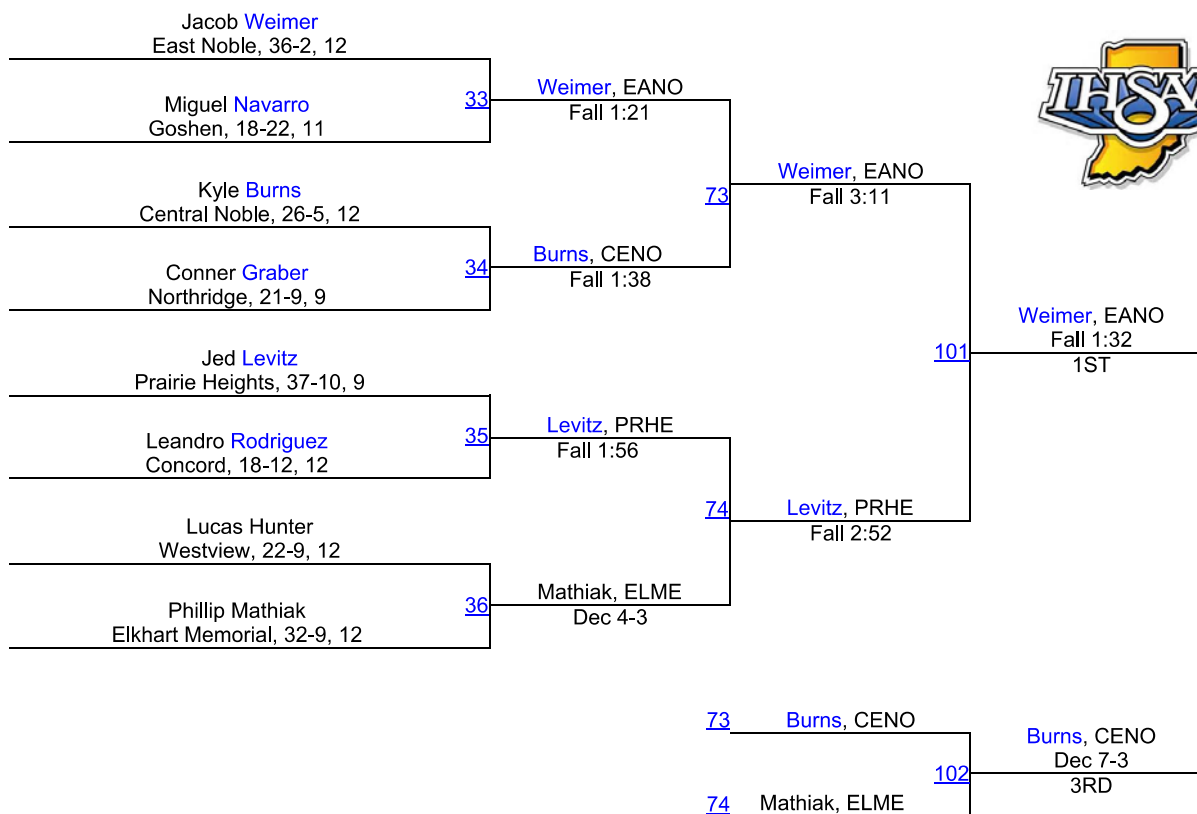 Jacob Weimer
East Noble, 36-2, 12
33
Miguel Navarro
Goshen, 18-22, 11
Weimer, EANO
Fall 1:21
73
Kyle Burns
Central Noble, 26-5, 12
34
Conner Graber
Northridge, 21-9, 9
Burns, CENO
Fall 1:38
Weimer, EANO
Fall 3:11
IHSAA
101
Weimer, EANO
Fall 1:32
1ST
Jed Levitz
Prairie Heights, 37-10, 9
35
Leandro Rodriguez
Concord, 18-12, 12
Levitz, PRHE
Fall 1:56
74
Levitz, PRHE
Fall 2:52
Lucas Hunter
Westview, 22-9, 12
36
Phillip Mathiak
Elkhart Memorial, 32-9, 12
Mathiak, ELME
Dec 4-3
73
Burns, CENO
102
Burns, CENO
Dec 7-3
3RD
74
Mathiak, ELME